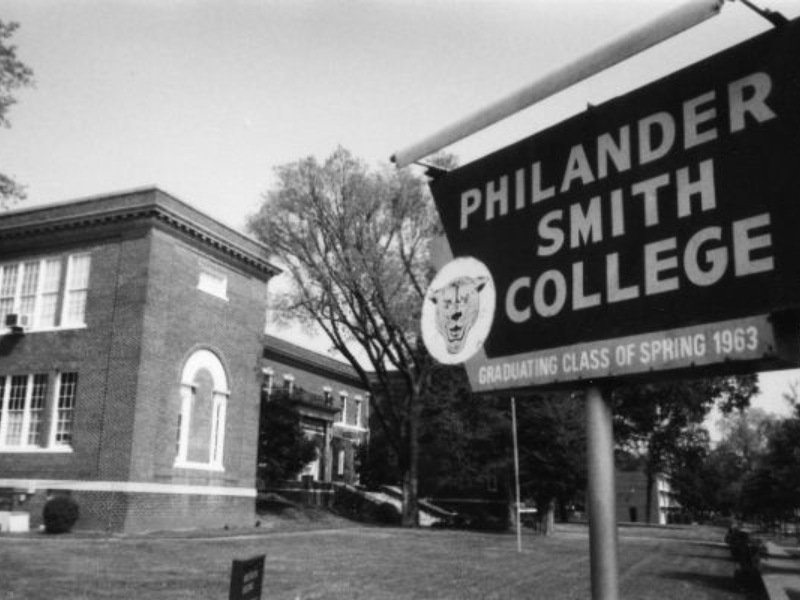 PHILANDER
SMITH
COLLEGE
GRADUATING CLASS OF SPRING 1963